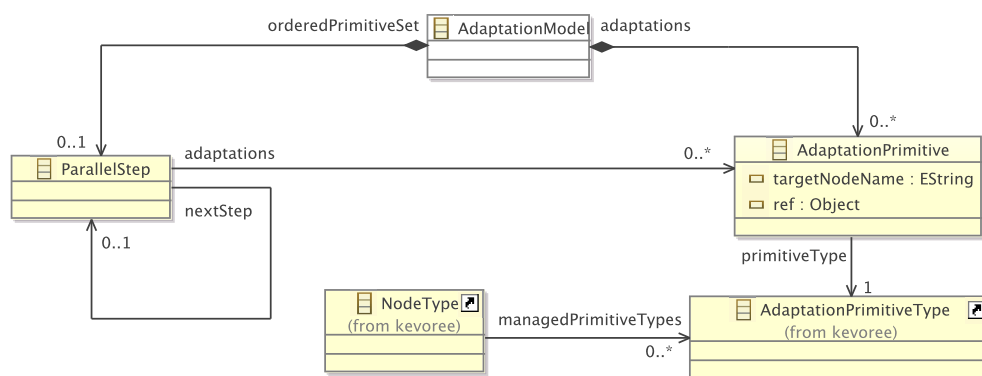 orderedPrimitiveSet
AdaptationModel
adaptations
0..1
0..*
ParallelStep
adaptations
0..*
AdaptationPrimitive
targetNodeName : EString
ref : Object
nextStep
0..1
primitiveType
1
NodeType
(from kevoree)
managedPrimitiveTypes
0..*
AdaptationPrimitiveType
(from kevoree)